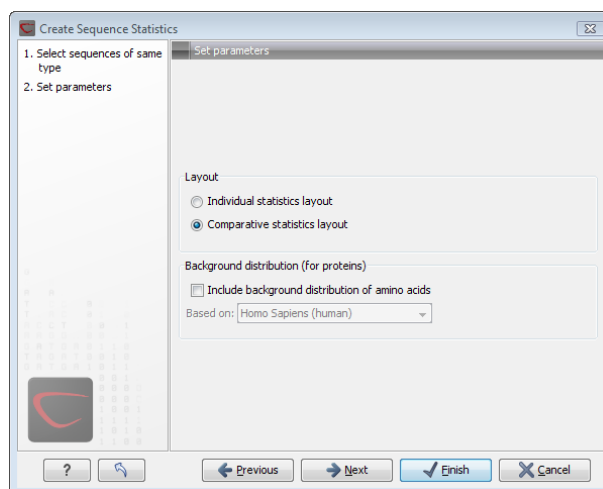 Create Sequence Statistics
1. Select sequences of same
type
2. Set parameters
Set parameters
Layout
Individual statistics layout
Comparative statistics layout
Background distribution (for proteins)
Include background distribution of amino acids
Based on: Homo Sapiens (human)
? Previous Next Finish Cancel